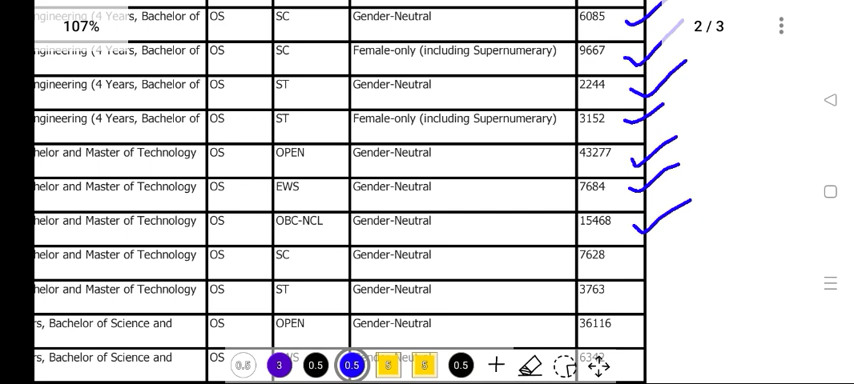 ngineering (4 Years, Bachelor of OS SC Gender-Neutral 6085
107% 2 / 3
ngineering (4 Years, Bachelor of OS SC Female-only (including Supernumerary) 9667
ngineering (4 Years, Bachelor of OS ST Gender-Neutral 2244
ngineering (4 Years, Bachelor of OS ST Female-only (including Supernumerary) 3152
helor and Master of Technology OS OPEN Gender-Neutral 43277
helor and Master of Technology OS EWS Gender-Neutral 7684
helor and Master of Technology OS OBC-NCL Gender-Neutral 15468
helor and Master of Technology OS SC Gender-Neutral 7628
helor and Master of Technology OS ST Gender-Neutral 3763
rs, Bachelor of Science and OS OPEN Gender-Neutral 36116
rs, Bachelor of Science and OS
0.5 3 0.5 0.5 5 5 0.5